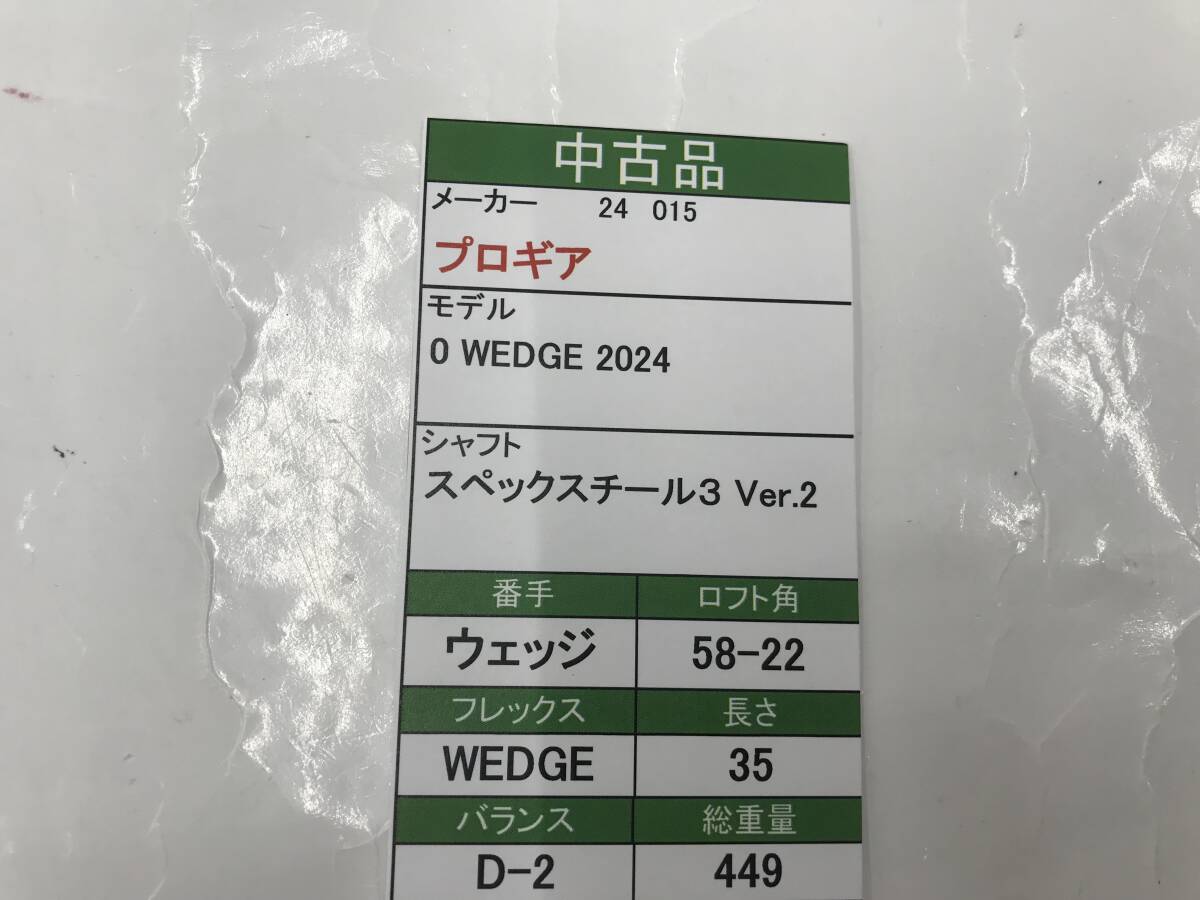 中古品
メーカー 24 015
プロギア
モデル
0 WEDGE 2024
シャフト
スペックスチール3 Ver.2
番手 ロフト角
ウェッジ 58-22
フレックス 長さ
WEDGE 35
バランス 総重量
D-2 449